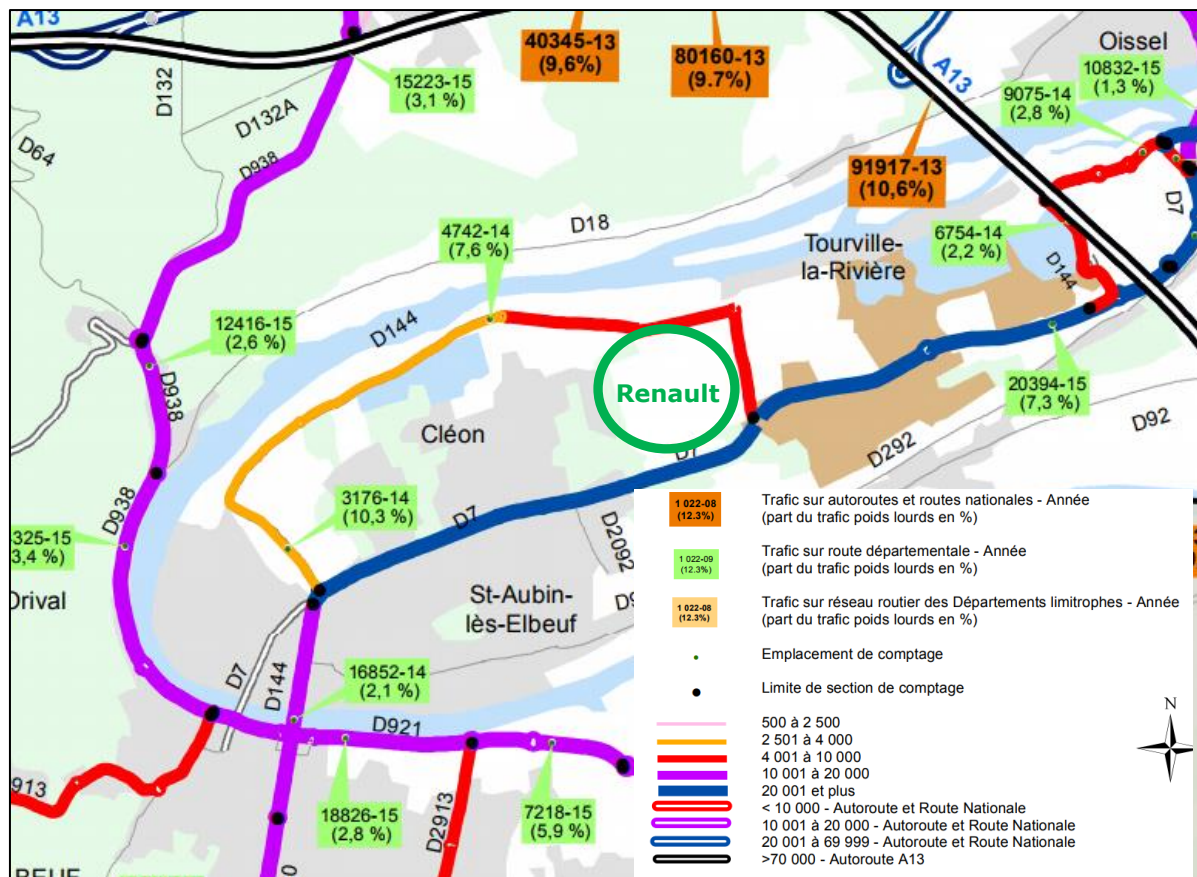 A13
40345-13
(9,6%)
80160-13
(9.7%)
A13
Oissel
15223-15
(3,1 %)
10832-15
(1,3 %)
9075-14
(2,8 %)
D132
D132A
D64
D938
91917-13
(10,6%)
D7
4742-14
(7,6 %)
D18
Tourville-
la-Rivière
6754-14
(2,2 %)
D144
D144
12416-15
(2,6 %)
D938
Renault
20394-15
(7,3 %)
D92
D292
Cléon
D7
3176-14
(10,3 %)
D7
D938
325-15
3,4 %)
D2092
Orival
St-Aubin-
lès-Elbeuf
D7
D144
16852-14
(2,1 %)
D921
913
18826-15
(2,8 %)
D2913
7218-15
(5,9 %)
1 022-08
(12.3%)
Trafic sur autoroutes et routes nationales - Année
(part du trafic poids lourds en %)
1 022-09
(12.3%)
Trafic sur route départementale - Année
(part du trafic poids lourds en %)
1 022-08
(12.3%)
Trafic sur réseau routier des Départements limitrophes - Année
(part du trafic poids lourds en %)
Emplacement de comptage
Limite de section de comptage
N
500 à 2 500
2 501 à 4 000
4 001 à 10 000
10 001 à 20 000
20 001 et plus
< 10 000 - Autoroute et Route Nationale
10 001 à 20 000 - Autoroute et Route Nationale
20 001 à 69 999 - Autoroute et Route Nationale
>70 000 - Autoroute A13